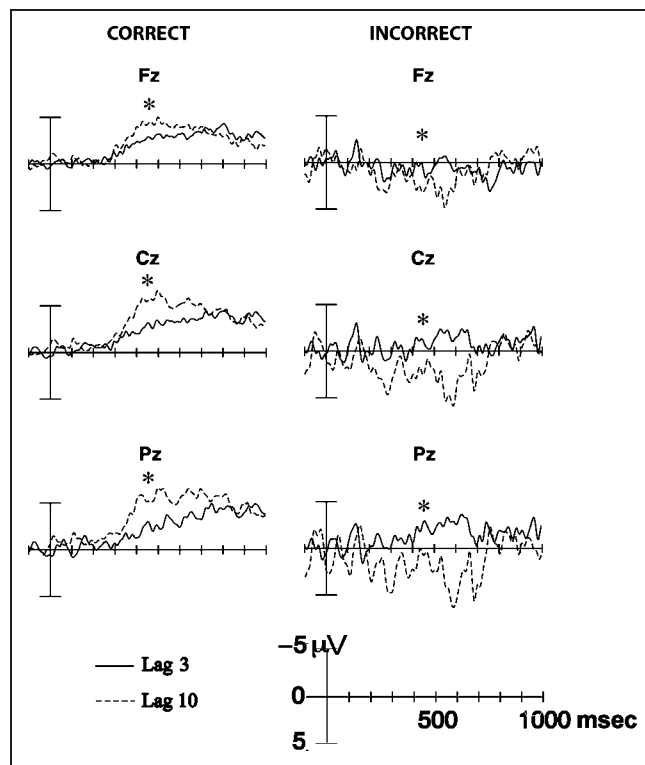 CORRECT INCORRECT
Fz Fz
* *
Cz Cz
* *
Pz Pz
* *
Lag 3
Lag 10
−5 µV
0
500 1000 msec
5